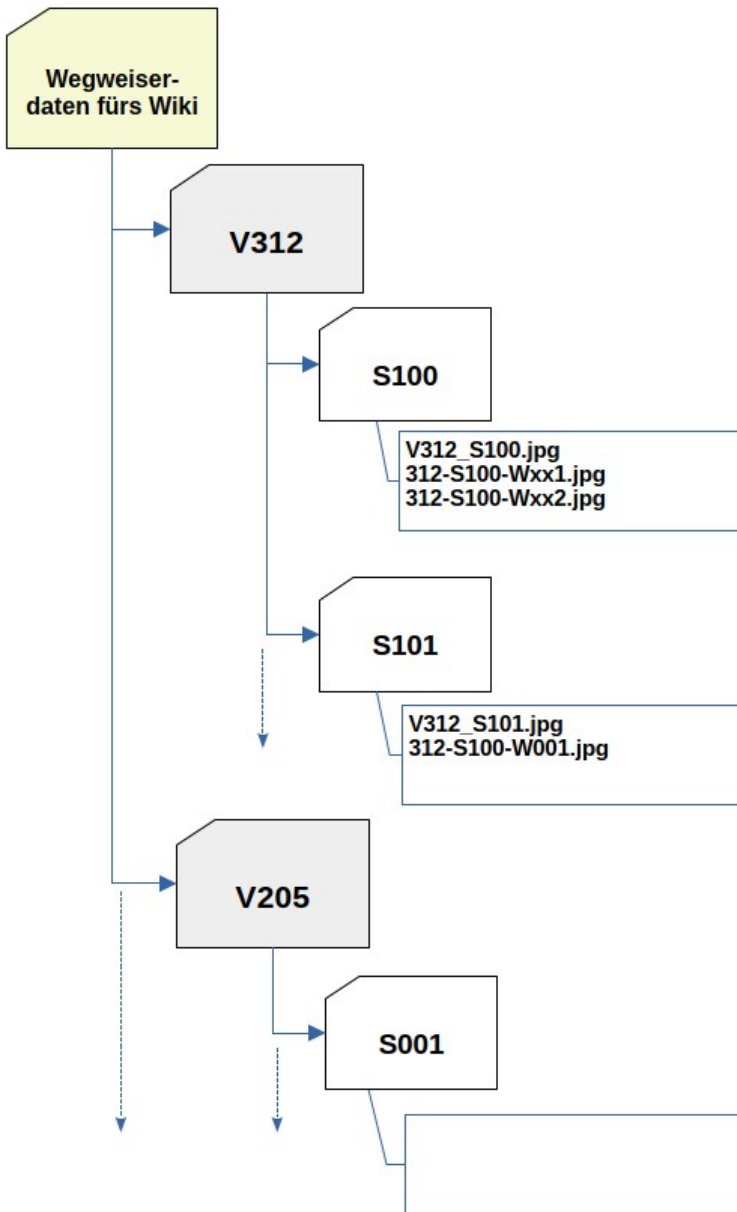 Wegweiser-
daten fürs Wiki
V312
S100
V312_S100.jpg
312-S100-Wxx1.jpg
312-S100-Wxx2.jpg
S101
V312_S101.jpg
312-S100-W001.jpg
V205
S001